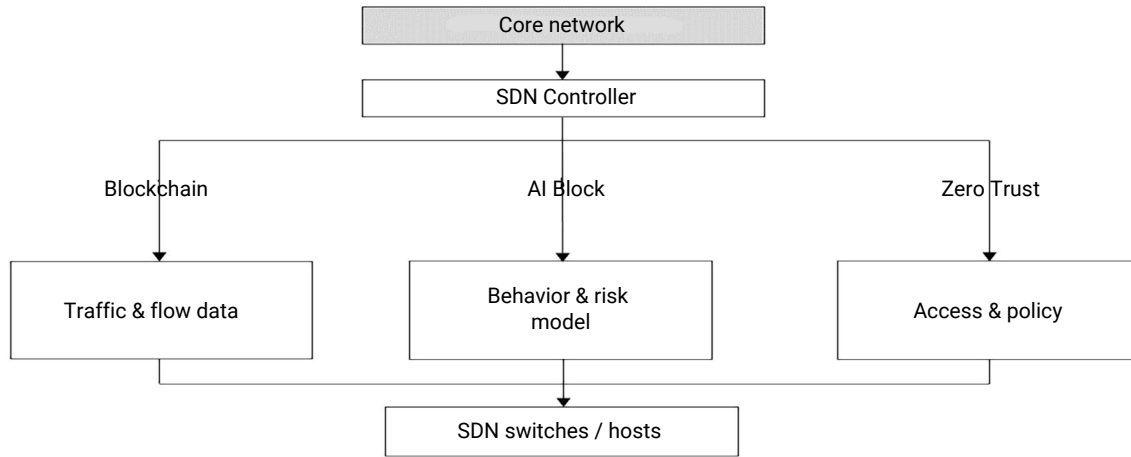 Core network
SDN Controller
Blockchain
AI Block
Zero Trust
Traffic & flow data
Behavior & risk
model
Access & policy
SDN switches / hosts